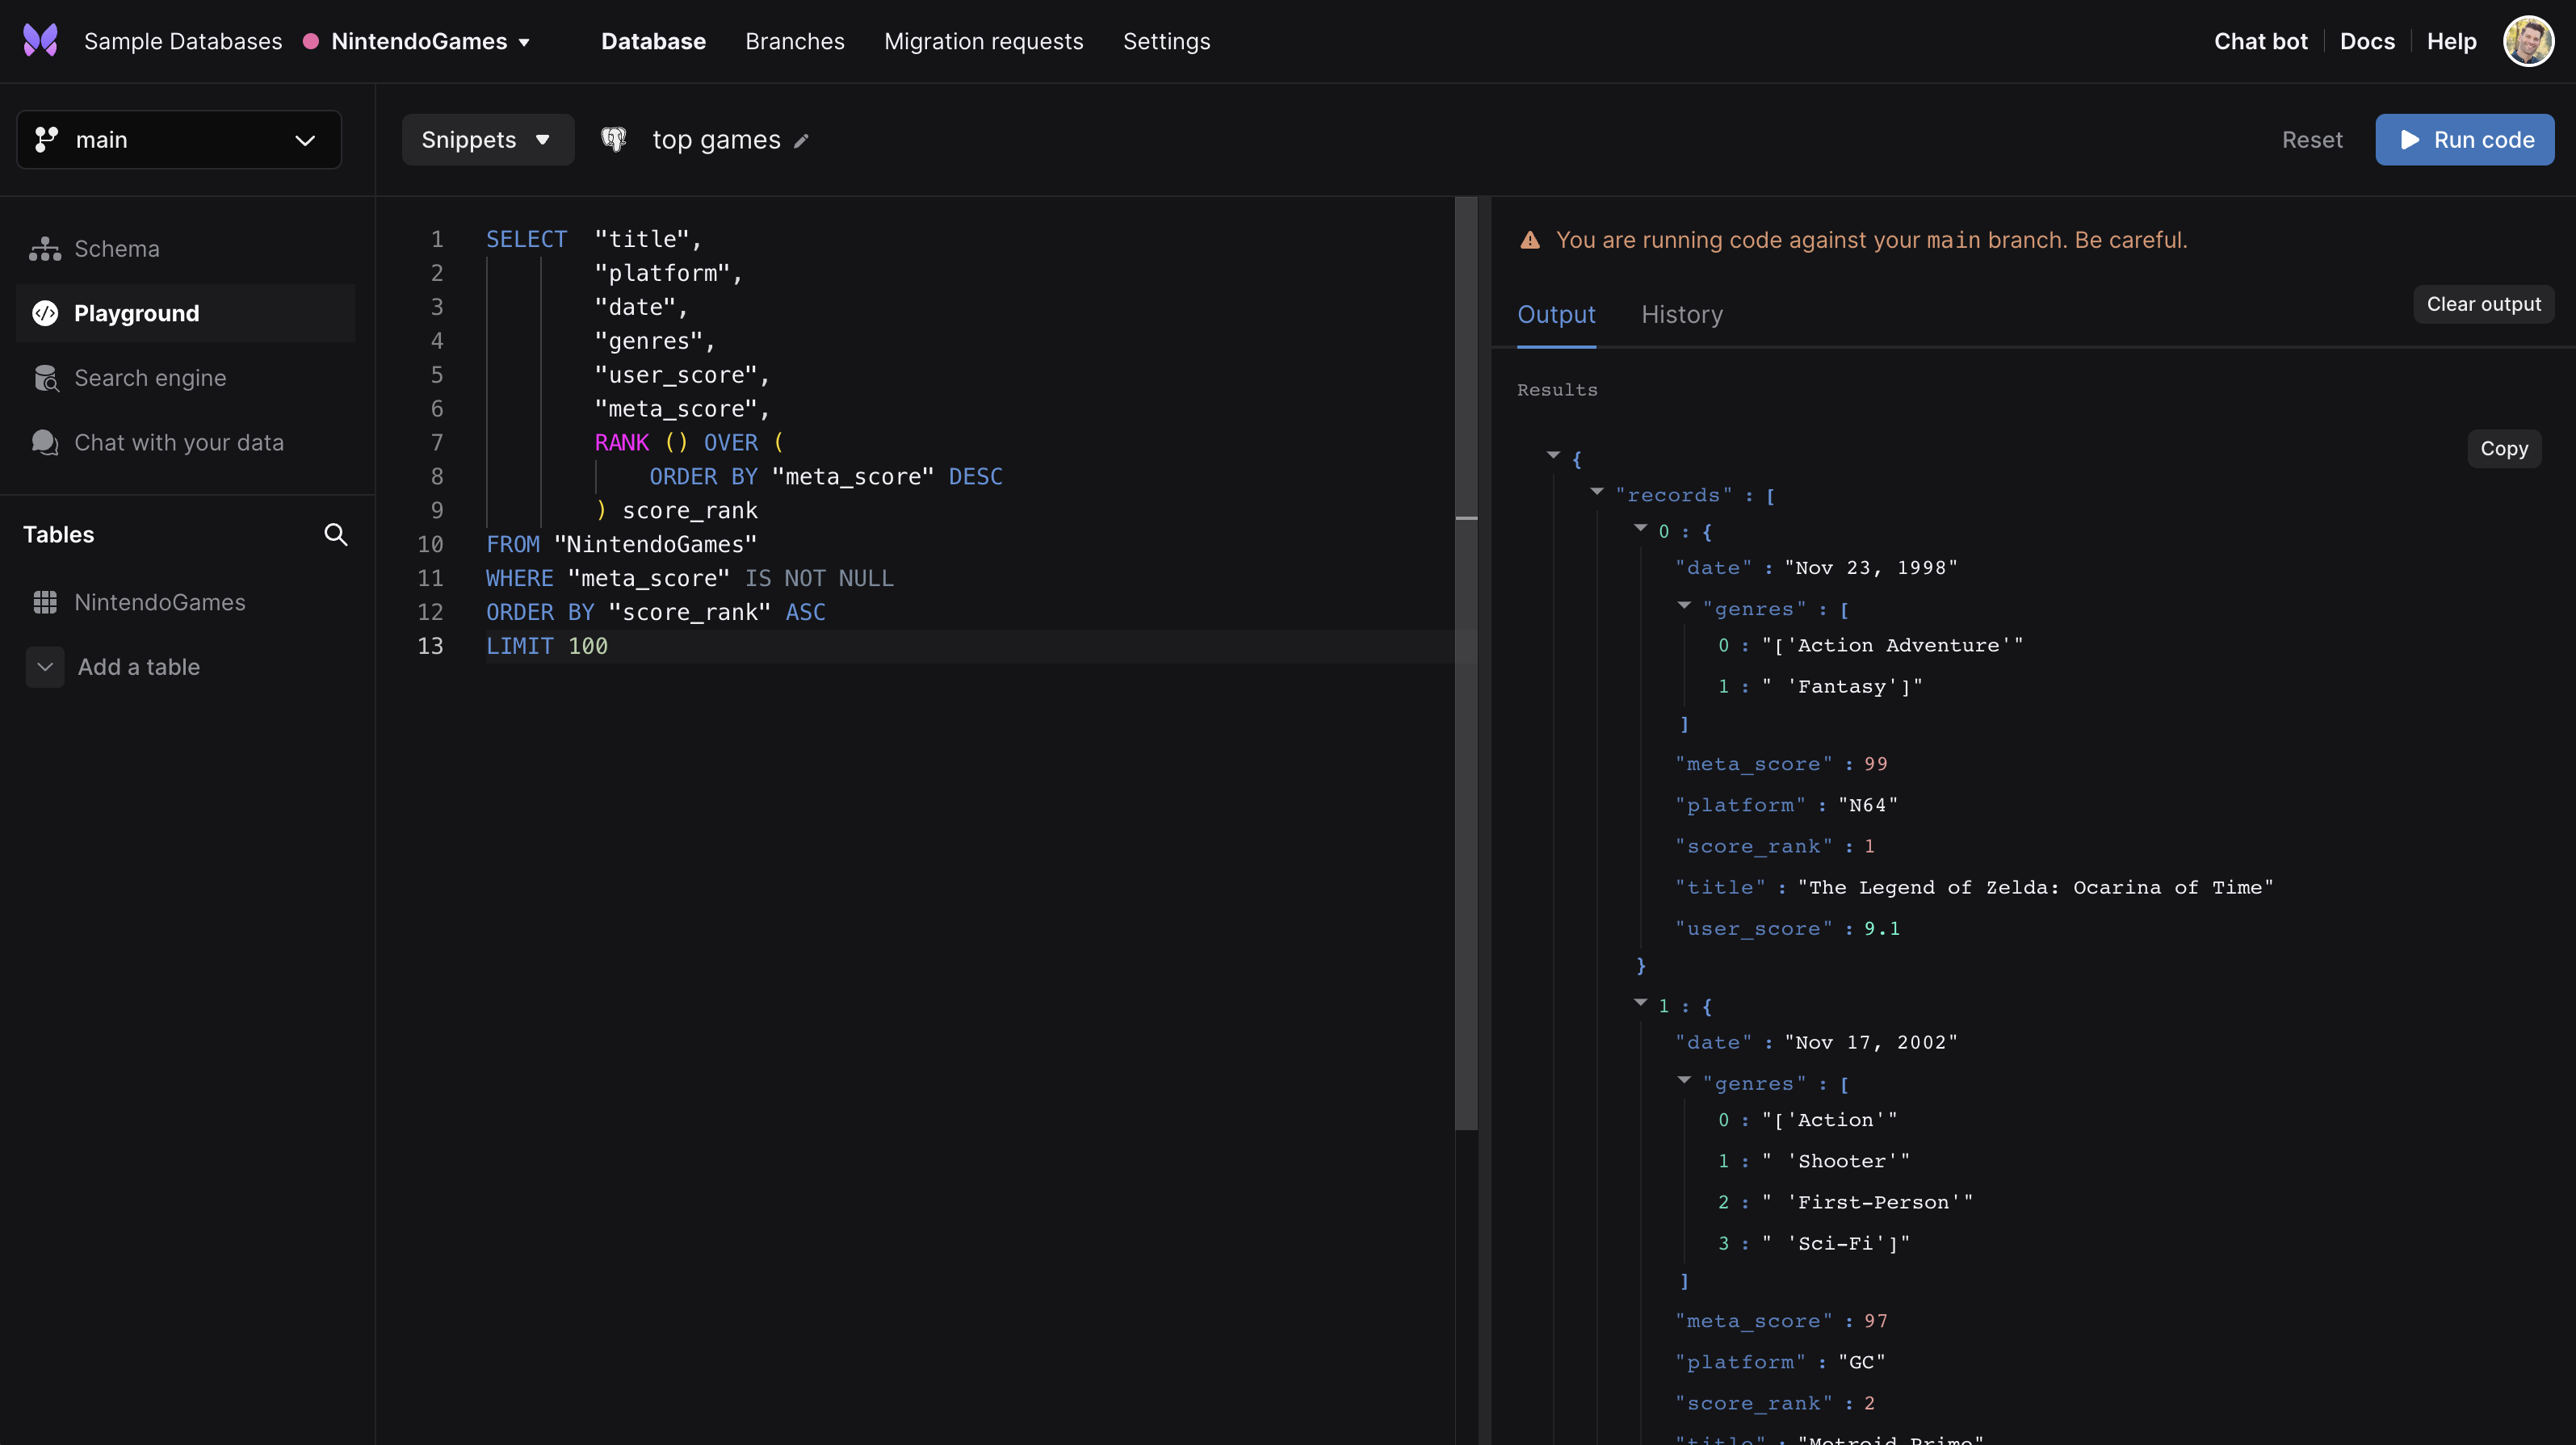 Sample Databases NintendoGames Database Branches Migration requests Settings Chat bot Docs Help
main
Snippets top games Reset Run code
Schema
Playground
Search engine
Chat with your data
Tables
NintendoGames
Add a table
1 SELECT "title",
2 "platform",
3 "date",
4 "genres",
5 "user_score",
6 "meta_score",
7 RANK () OVER (
8 ORDER BY "meta_score" DESC
9 ) score_rank
10 FROM "NintendoGames"
11 WHERE "meta_score" IS NOT NULL
12 ORDER BY "score_rank" ASC
13 LIMIT 100
You are running code against your main branch. Be careful.
Output History Clear output
Results
Copy
{
"records" : [
0 : {
"date" : "Nov 23, 1998"
"genres" : [
0 : "['Action Adventure'"
1 : " 'Fantasy']"
]
"meta_score" : 99
"platform" : "N64"
"score_rank" : 1
"title" : "The Legend of Zelda: Ocarina of Time"
"user_score" : 9.1
}
1 : {
"date" : "Nov 17, 2002"
"genres" : [
0 : "['Action'"
1 : " 'Shooter'"
2 : " 'First-Person'"
3 : " 'Sci-Fi']"
]
"meta_score" : 97
"platform" : "GC"
"score_rank" : 2
"title" : "Metroid Prime"